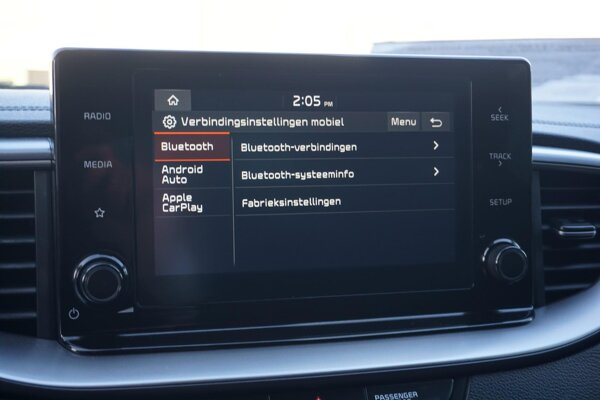 2:05 PM
RADIO
SEEK
Verbindingsinstellingen mobiel
Menu
Bluetooth
Bluetooth-verbindingen
MEDIA
TRACK
Android
Auto
Bluetooth-systeeminfo
Apple
CarPlay
Fabrieksinstellingen
SETUP
PASSENGER